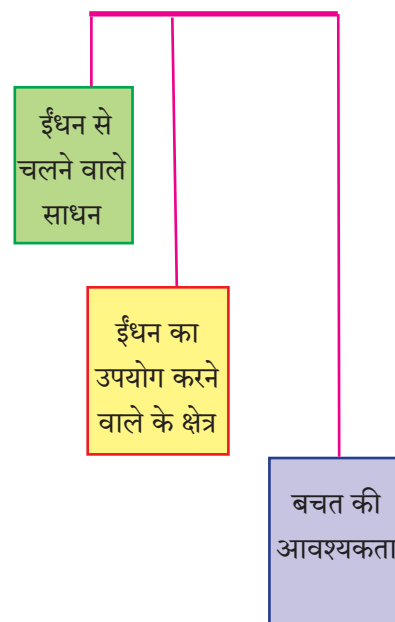 ईंधन से
चलने वाले
साधन
ईंधन का
उपयोग करने
वाले के क्षेत्र
बचत की
आवश्यकता